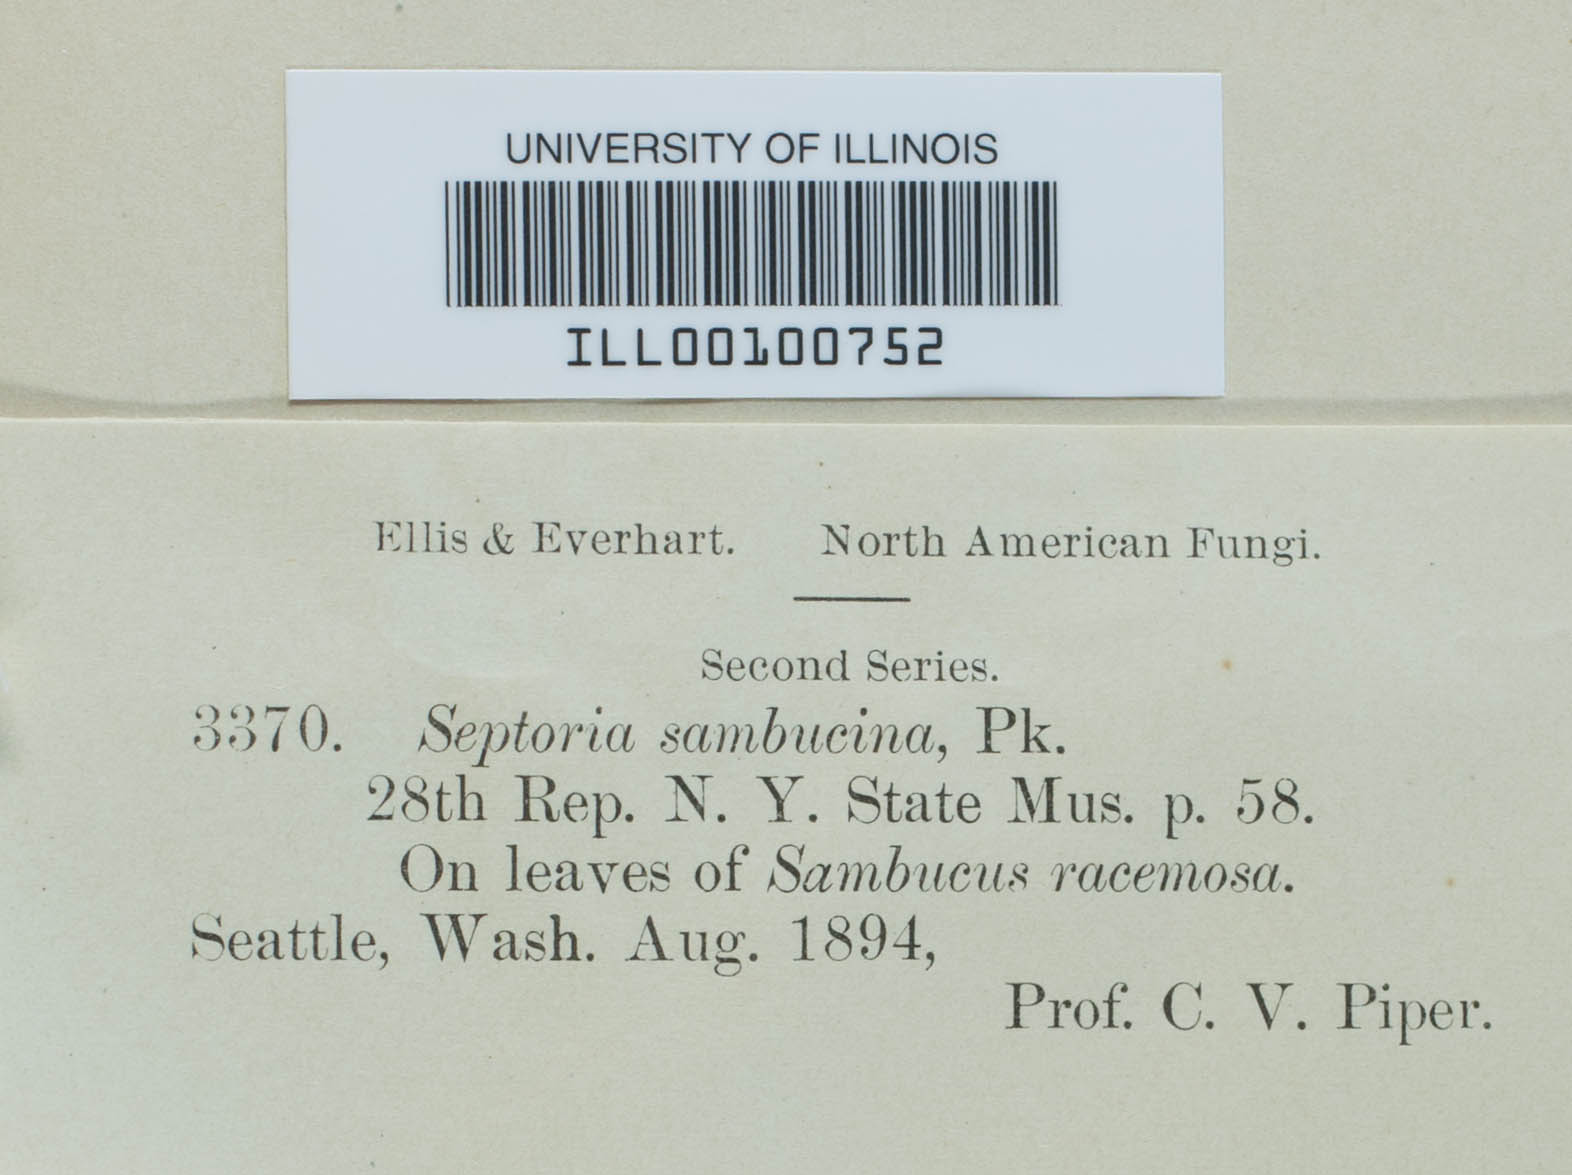 UNIVERSITY OF ILLINOIS
ILL00100752
Ellis & Everhart. North American Fungi.
Second Series.
3370. Septoria sambucina, Pk.
28th Rep. N. Y. State Mus. p. 58.
On leaves of Sambucus racemosa.
Seattle, Wash. Aug. 1894,
Prof. C. V. Piper.